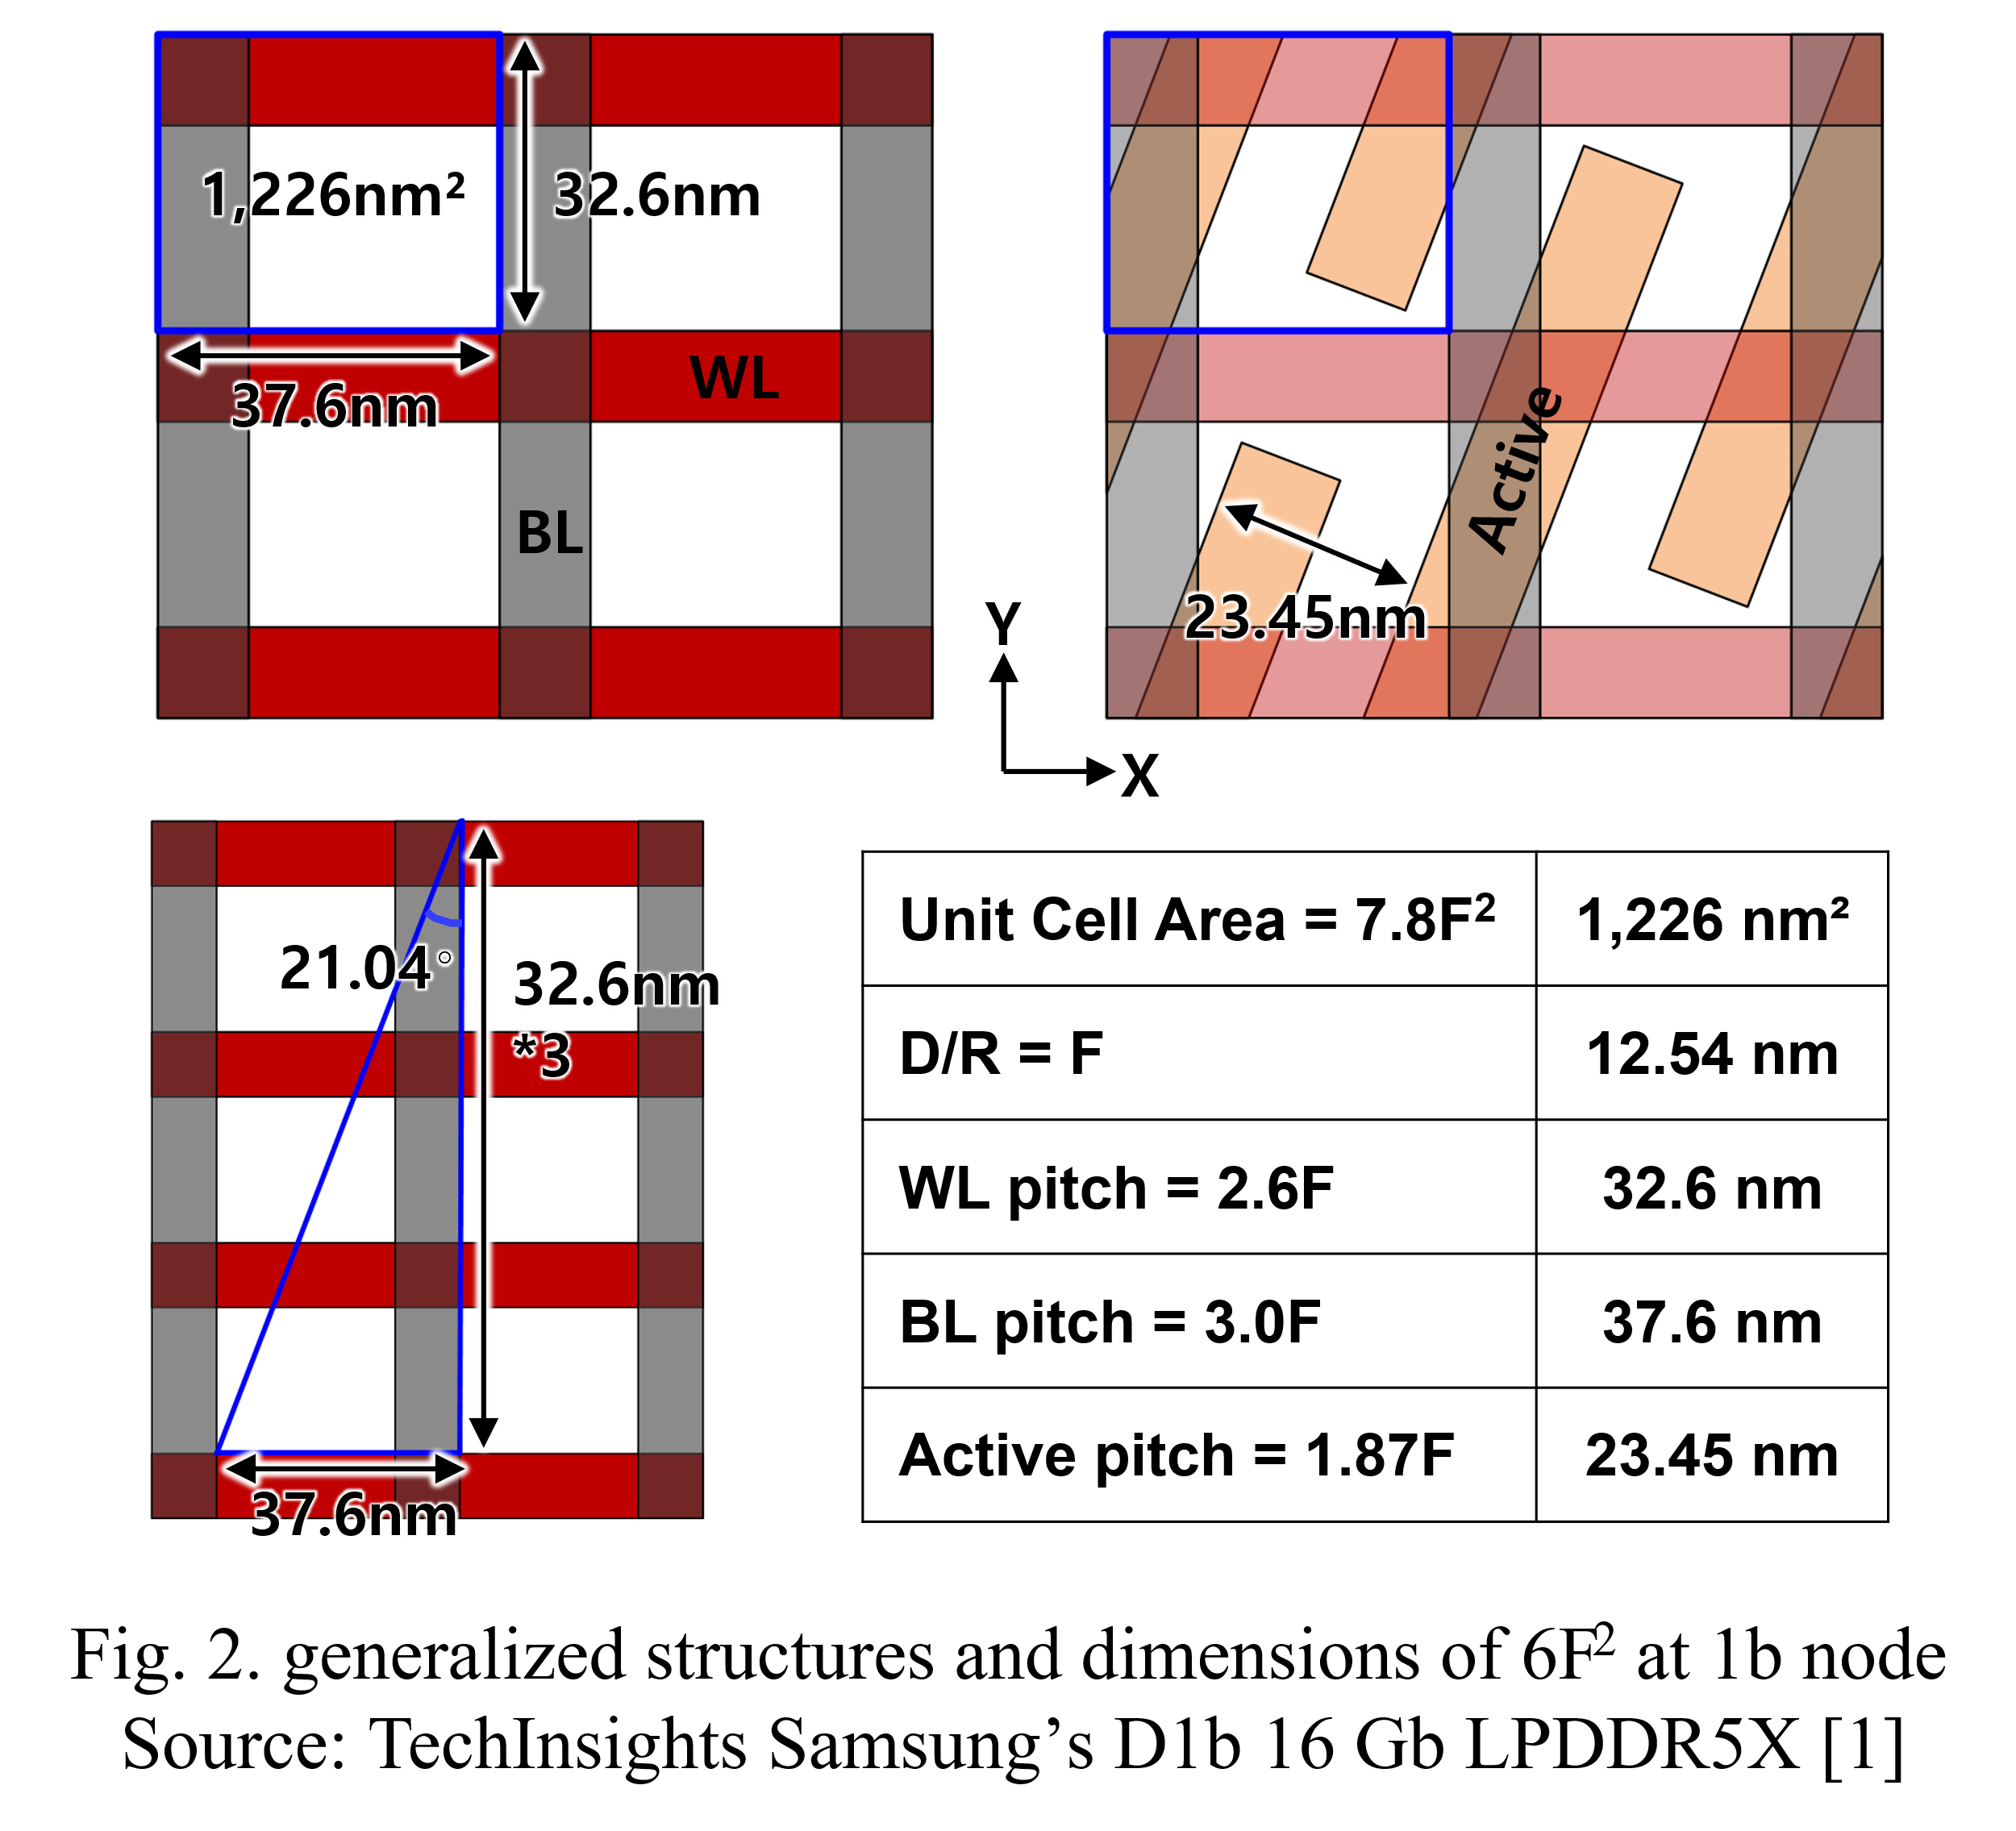 1,226nm²
32.6nm
37.6nm
WL
BL
Active
23.45nm
Y
X
21.04°
32.6nm
*3
37.6nm
Unit Cell Area = 7.8F² 1,226 nm²
D/R = F 12.54 nm
WL pitch = 2.6F 32.6 nm
BL pitch = 3.0F 37.6 nm
Active pitch = 1.87F 23.45 nm
Fig. 2. generalized structures and dimensions of 6F² at 1b node
Source: TechInsights Samsung’s D1b 16 Gb LPDDR5X [1]